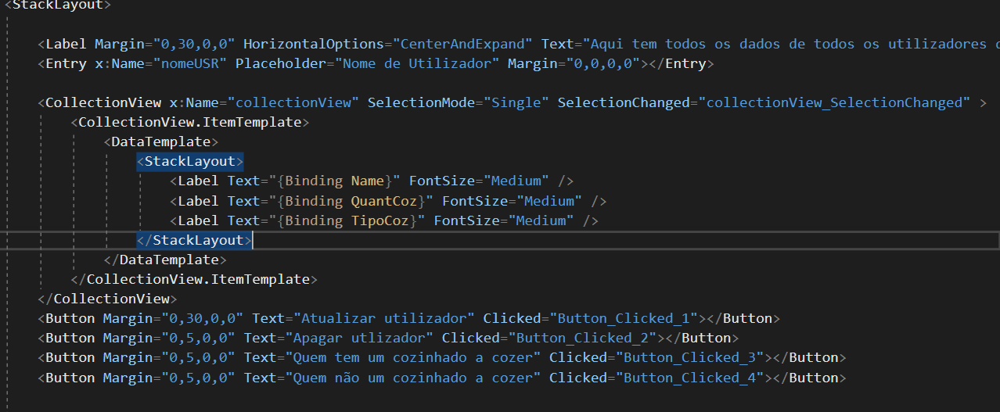 <StackLayout>
<Label Margin="0,30,0,0" HorizontalOptions="CenterAndExpand" Text="Aqui tem todos os dados de todos os utilizadores
<Entry x:Name="nomeUSR" Placeholder="Nome de Utilizador" Margin="0,0,0,0"></Entry>
<CollectionView x:Name="collectionView" SelectionMode="Single" SelectionChanged="collectionView_SelectionChanged" >
<CollectionView.ItemTemplate>
<DataTemplate>
<StackLayout>
<Label Text="{Binding Name}" FontSize="Medium" />
<Label Text="{Binding QuantCoz}" FontSize="Medium" />
<Label Text="{Binding TipoCoz}" FontSize="Medium" />
</StackLayout>
</DataTemplate>
</CollectionView.ItemTemplate>
</CollectionView>
<Button Margin="0,30,0,0" Text="Atualizar utilizador" Clicked="Button_Clicked_1"></Button>
<Button Margin="0,5,0,0" Text="Apagar utlizador" Clicked="Button_Clicked_2"></Button>
<Button Margin="0,5,0,0" Text="Quem tem um cozinhado a cozer" Clicked="Button_Clicked_3"></Button>
<Button Margin="0,5,0,0" Text="Quem não um cozinhado a cozer" Clicked="Button_Clicked_4"></Button>